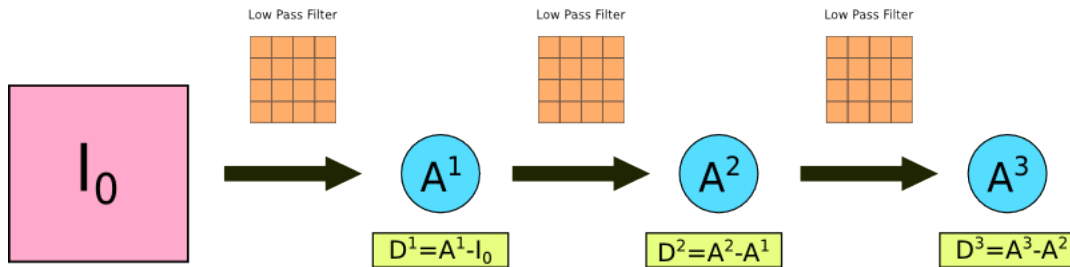 Low Pass Filter
Low Pass Filter
Low Pass Filter
I₀
A¹
A²
A³
D¹=A¹-I₀
D²=A²-A¹
D³=A³-A²